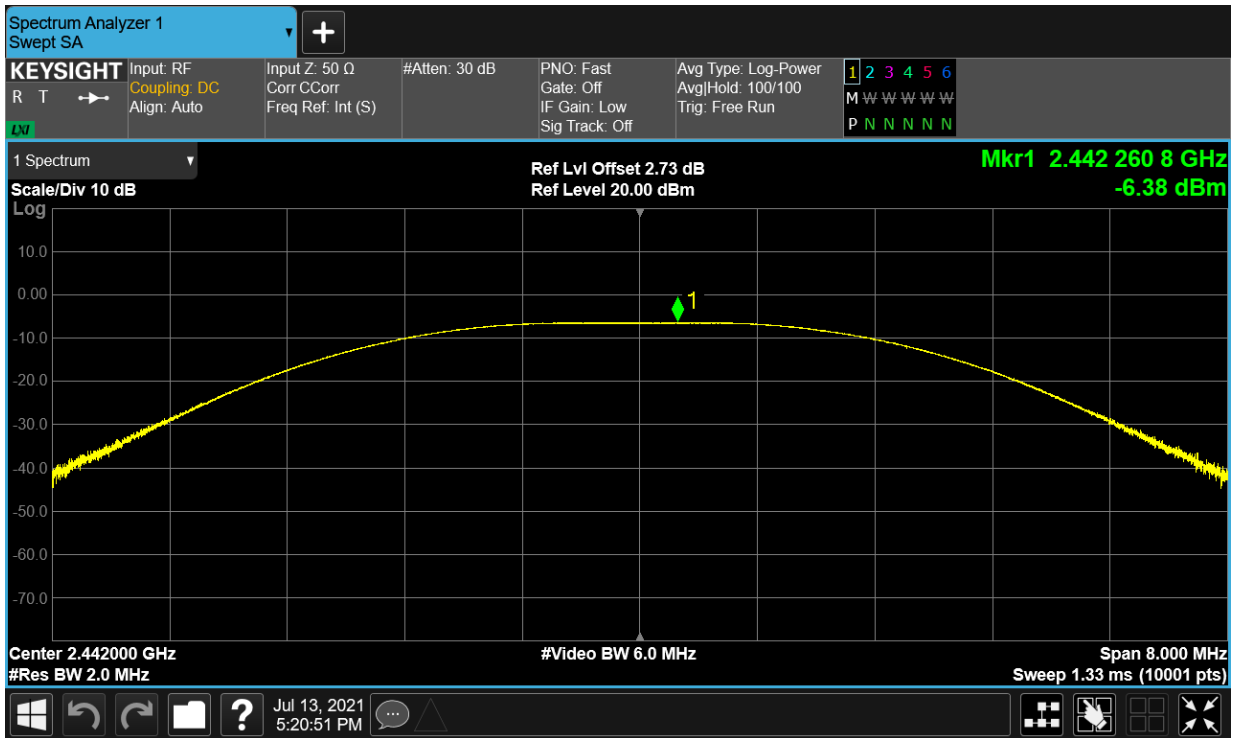 Spectrum Analyzer 1
Swept SA
KEYSIGHT
R T
LXI
Input: RF
Coupling: DC
Align: Auto
Input Z: 50 Ω
Corr CCorr
Freq Ref: Int (S)
#Atten: 30 dB
PNO: Fast
Gate: Off
IF Gain: Low
Sig Track: Off
Avg Type: Log-Power
Avg|Hold: 100/100
Trig: Free Run
1 2 3 4 5 6
M W W W W W
P N N N N N N
1 Spectrum
Scale/Div 10 dB
Log
Ref Lvl Offset 2.73 dB
Ref Level 20.00 dBm
Mkr1 2.442 260 8 GHz
-6.38 dBm
10.0
0.00
1
-10.0
-20.0
-30.0
-40.0
-50.0
-60.0
-70.0
Center 2.442000 GHz
#Res BW 2.0 MHz
#Video BW 6.0 MHz
Span 8.000 MHz
Sweep 1.33 ms (10001 pts)
?
Jul 13, 2021
5:20:51 PM